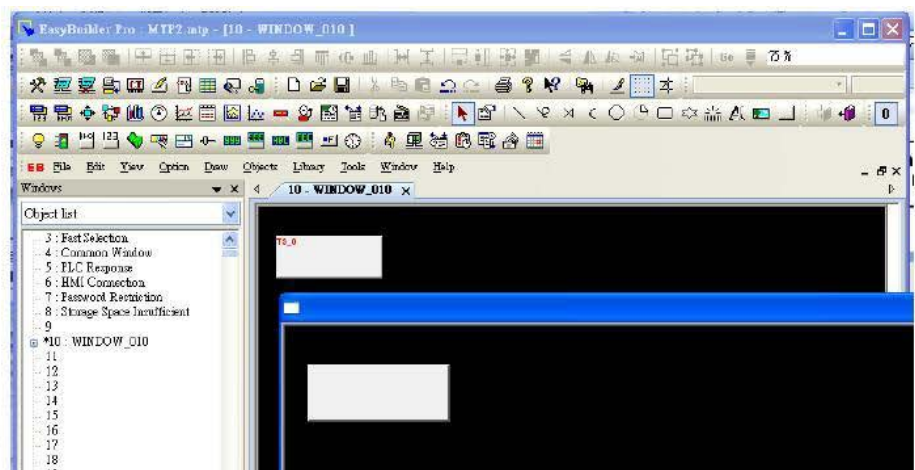 EasyBuilder Pro : MTP2.mtp - [10 - WINDOW_010 ]
75 %
EB File Edit View Option Draw Objects Library Tools Window Help
Windows
10 - WINDOW_010
Object list
3 : Fast Selection
4 : Common Window
5 : PLC Response
6 : HMI Connection
7 : Password Restriction
8 : Storage Space Insufficient
9
*10 : WINDOW_010
11
12
13
14
15
16
17
18
TS_0